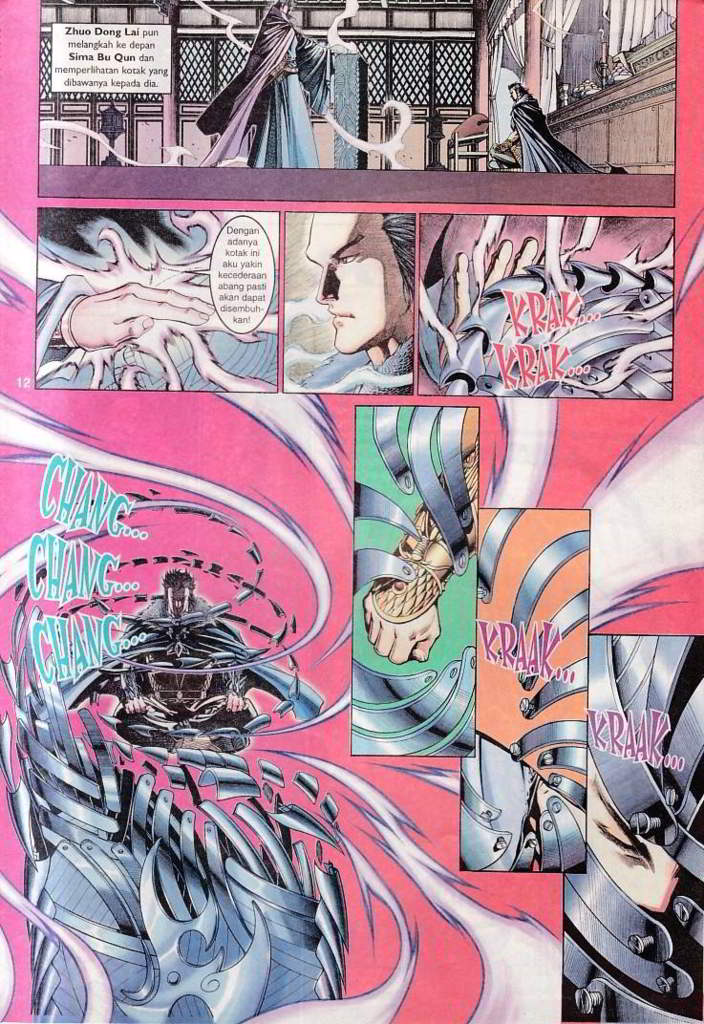 Zhuo Dong Lai pun
melangkah ke depan
Sima Bu Qun dan
memperlihatan kotak yang
dibawanya kepada dia.
Dengan
adanya
kotak ini
aku yakin
kecederaan
abang pasti
akan dapat
disembuh-
kan!
KRAK...
KRAK...
12
CHANG...
CHANG...
CHANG...
KRAAK...
KRAAK...